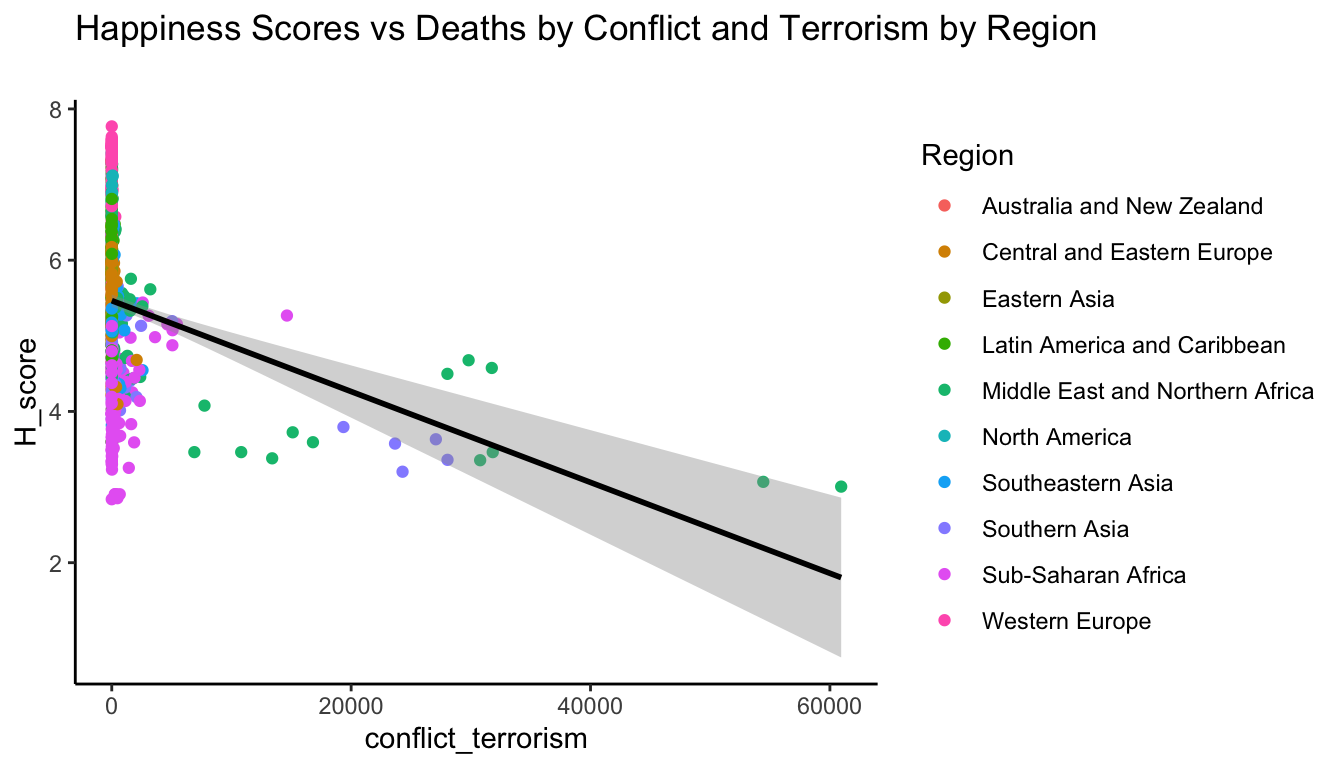 Happiness Scores vs Deaths by Conflict and Terrorism by Region
8
6
4
2
H_score
0
20000
40000
60000
conflict_terrorism
Region
Australia and New Zealand
Central and Eastern Europe
Eastern Asia
Latin America and Caribbean
Middle East and Northern Africa
North America
Southeastern Asia
Southern Asia
Sub-Saharan Africa
Western Europe